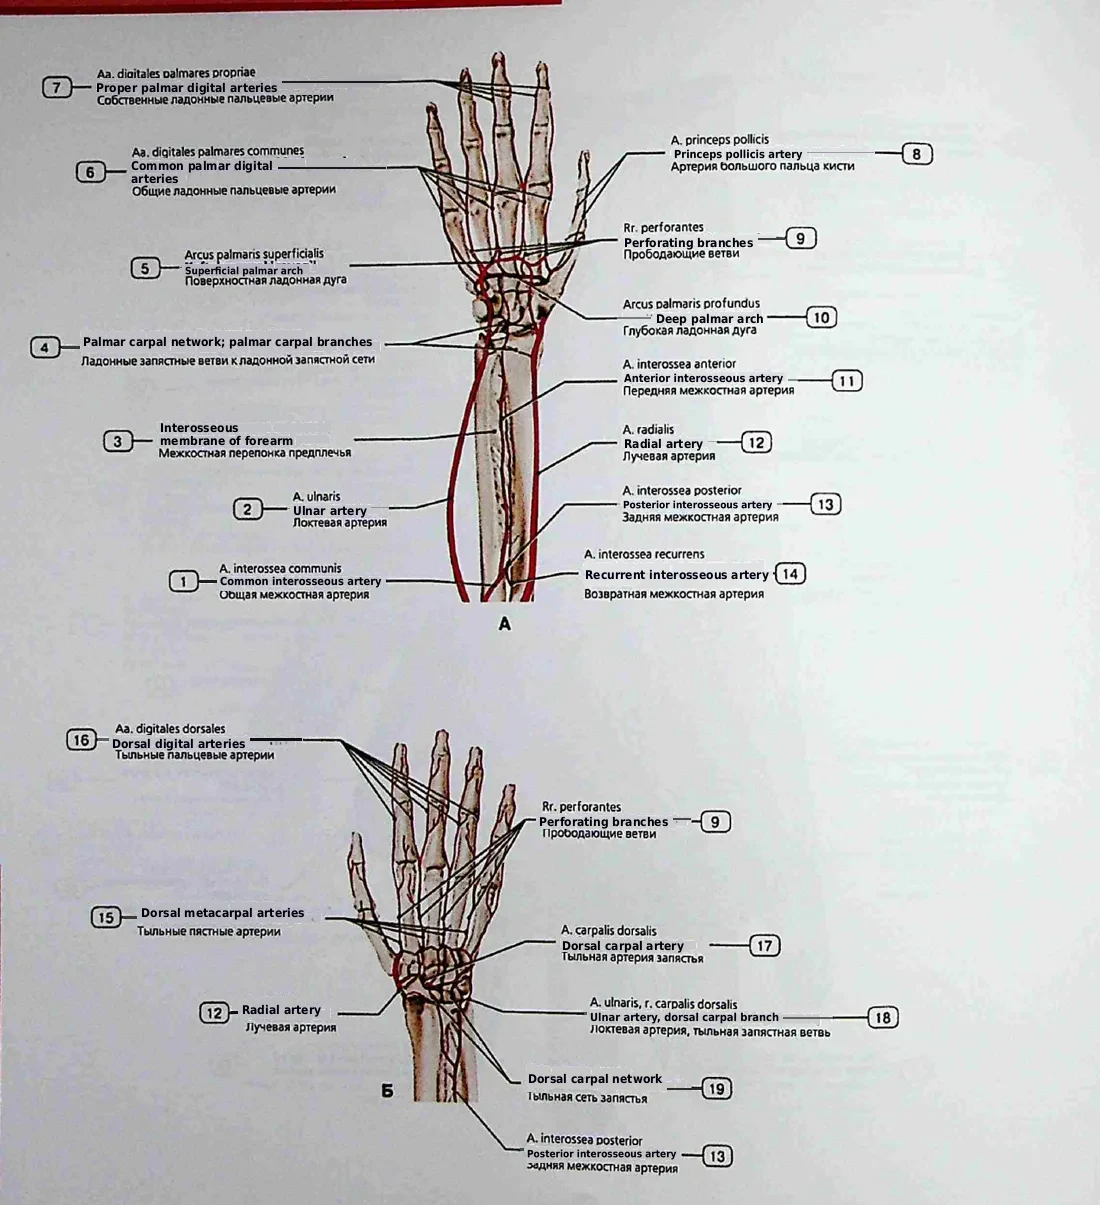 7
Aa. digitales palmares propriae
Proper palmar digital arteries
Собственные ладонные пальцевые артерии
6
Aa. digitales palmares communes
Common palmar digital
arteries
Общие ладонные пальцевые артерии
5
Arcus palmaris superficialis
Superficial palmar arch
Поверхностная ладонная дуга
4
Palmar carpal network; palmar carpal branches
Ладонные запястные ветви к ладонной запястной сети
3
Interosseous
membrane of forearm
Межкостная перепонка предплечья
2
A. ulnaris
Ulnar artery
Локтевая артерия
1
A. interossea communis
Common interosseous artery
Общая межкостная артерия
A. princeps pollicis
Princeps pollicis artery
8
Артерия большого пальца кисти
Rr. perforantes
Perforating branches
9
Прободающие ветви
Arcus palmaris profundus
Deep palmar arch
10
Глубокая ладонная дуга
A. interossea anterior
Anterior interosseous artery
11
Передняя межкостная артерия
A. radialis
Radial artery
12
Лучевая артерия
A. interossea posterior
Posterior interosseous artery
13
Задняя межкостная артерия
A. interossea recurrens
Recurrent interosseous artery
14
Возвратная межкостная артерия
А
16
Aa. digitales dorsales
Dorsal digital arteries
Тыльные пальцевые артерии
15
Dorsal metacarpal arteries
Тыльные пястные артерии
12
Radial artery
Лучевая артерия
Rr. perforantes
Perforating branches
9
Прободающие ветви
A. carpalis dorsalis
Dorsal carpal artery
17
Тыльная артерия запястья
A. ulnaris, r. carpalis dorsalis
Ulnar artery, dorsal carpal branch
18
Локтевая артерия, тыльная запястная ветвь
Dorsal carpal network
19
Тыльная сеть запястья
A. interossea posterior
Posterior interosseous artery
13
Задняя межкостная артерия
Б